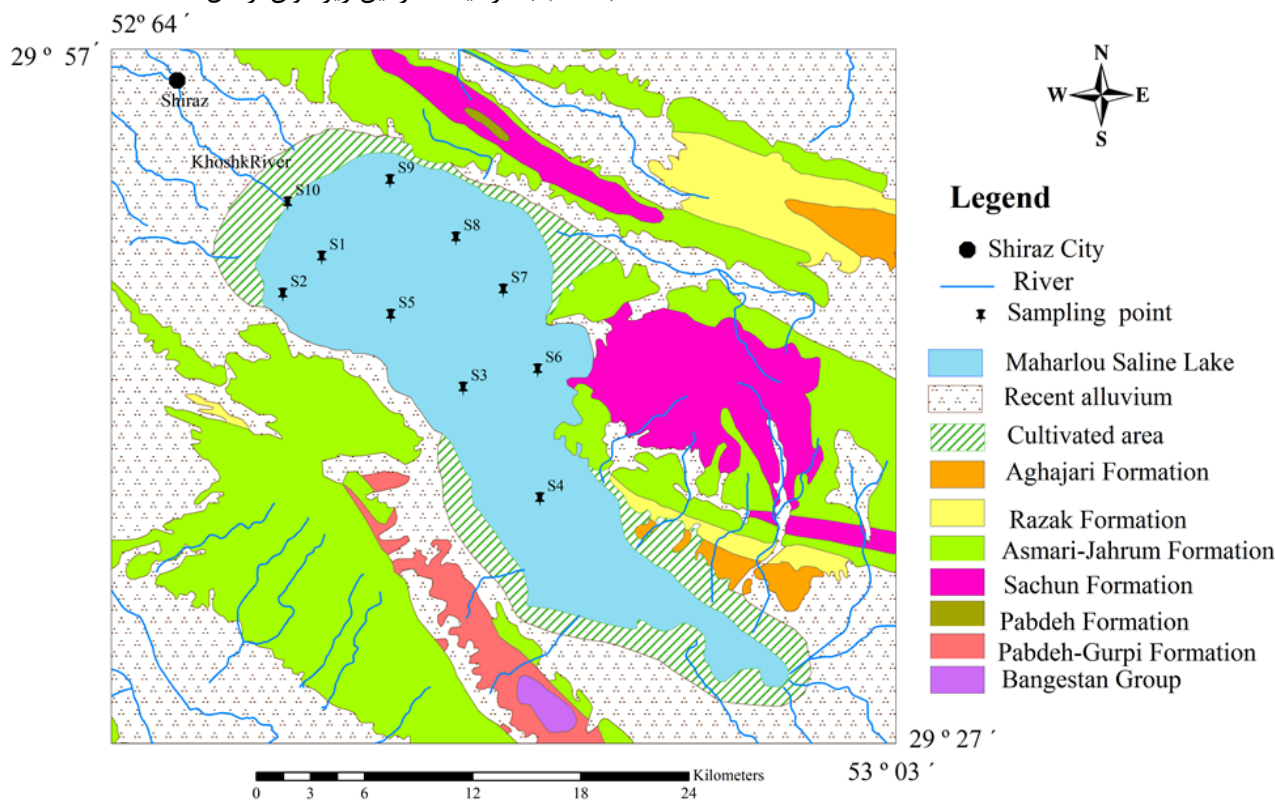 52º 64´
29 º 57´
Shiraz
KhoshkRiver
S9
S10
S8
S1
S7
S2
S5
S6
S3
S4
29 º 27 ´
53 º 03 ´
Kilometers
0 3 6 12 18 24
N
W E
S
Legend
Shiraz City
River
Sampling point
Maharlou Saline Lake
Recent alluvium
Cultivated area
Aghajari Formation
Razak Formation
Asmari-Jahrum Formation
Sachun Formation
Pabdeh Formation
Pabdeh-Gurpi Formation
Bangestan Group